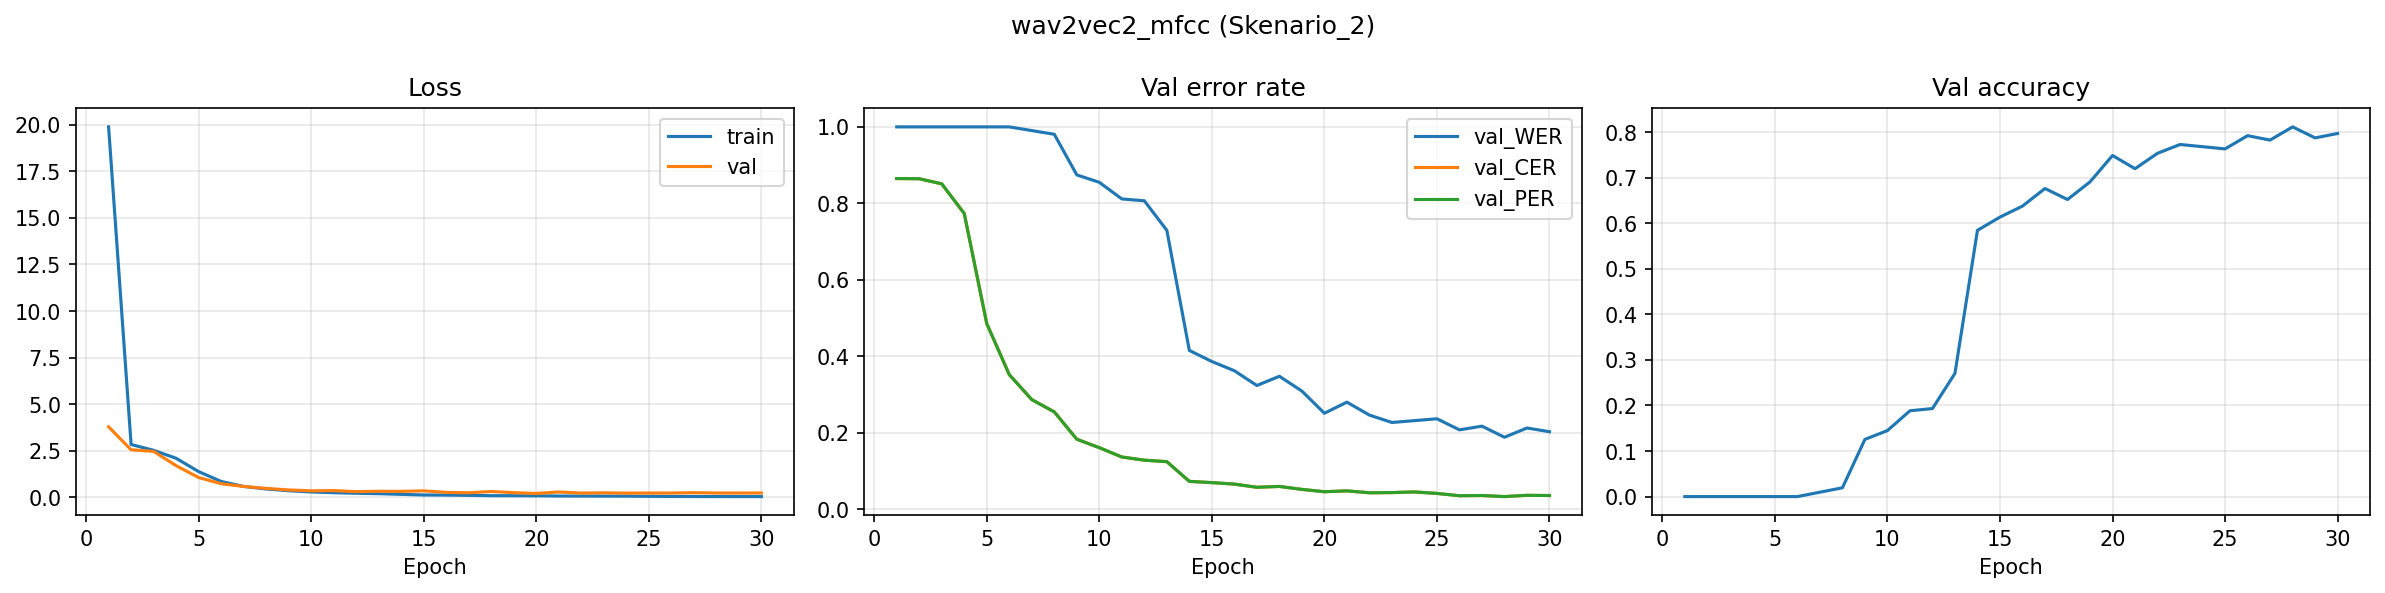 wav2vec2_mfcc (Skenario_2)
Loss
20.0
17.5
15.0
12.5
10.0
7.5
5.0
2.5
0.0
0 5 10 15 20 25 30
Epoch
train
val
Val error rate
1.0
0.8
0.6
0.4
0.2
0.0
0 5 10 15 20 25 30
Epoch
val_WER
val_CER
val_PER
Val accuracy
0.8
0.7
0.6
0.5
0.4
0.3
0.2
0.1
0.0
0 5 10 15 20 25 30
Epoch